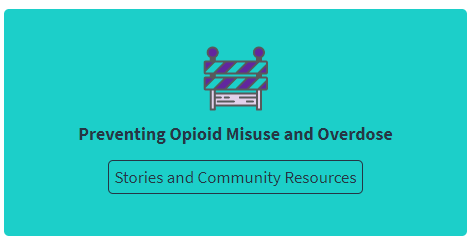 Preventing Opioid Misuse and Overdose
Stories and Community Resources